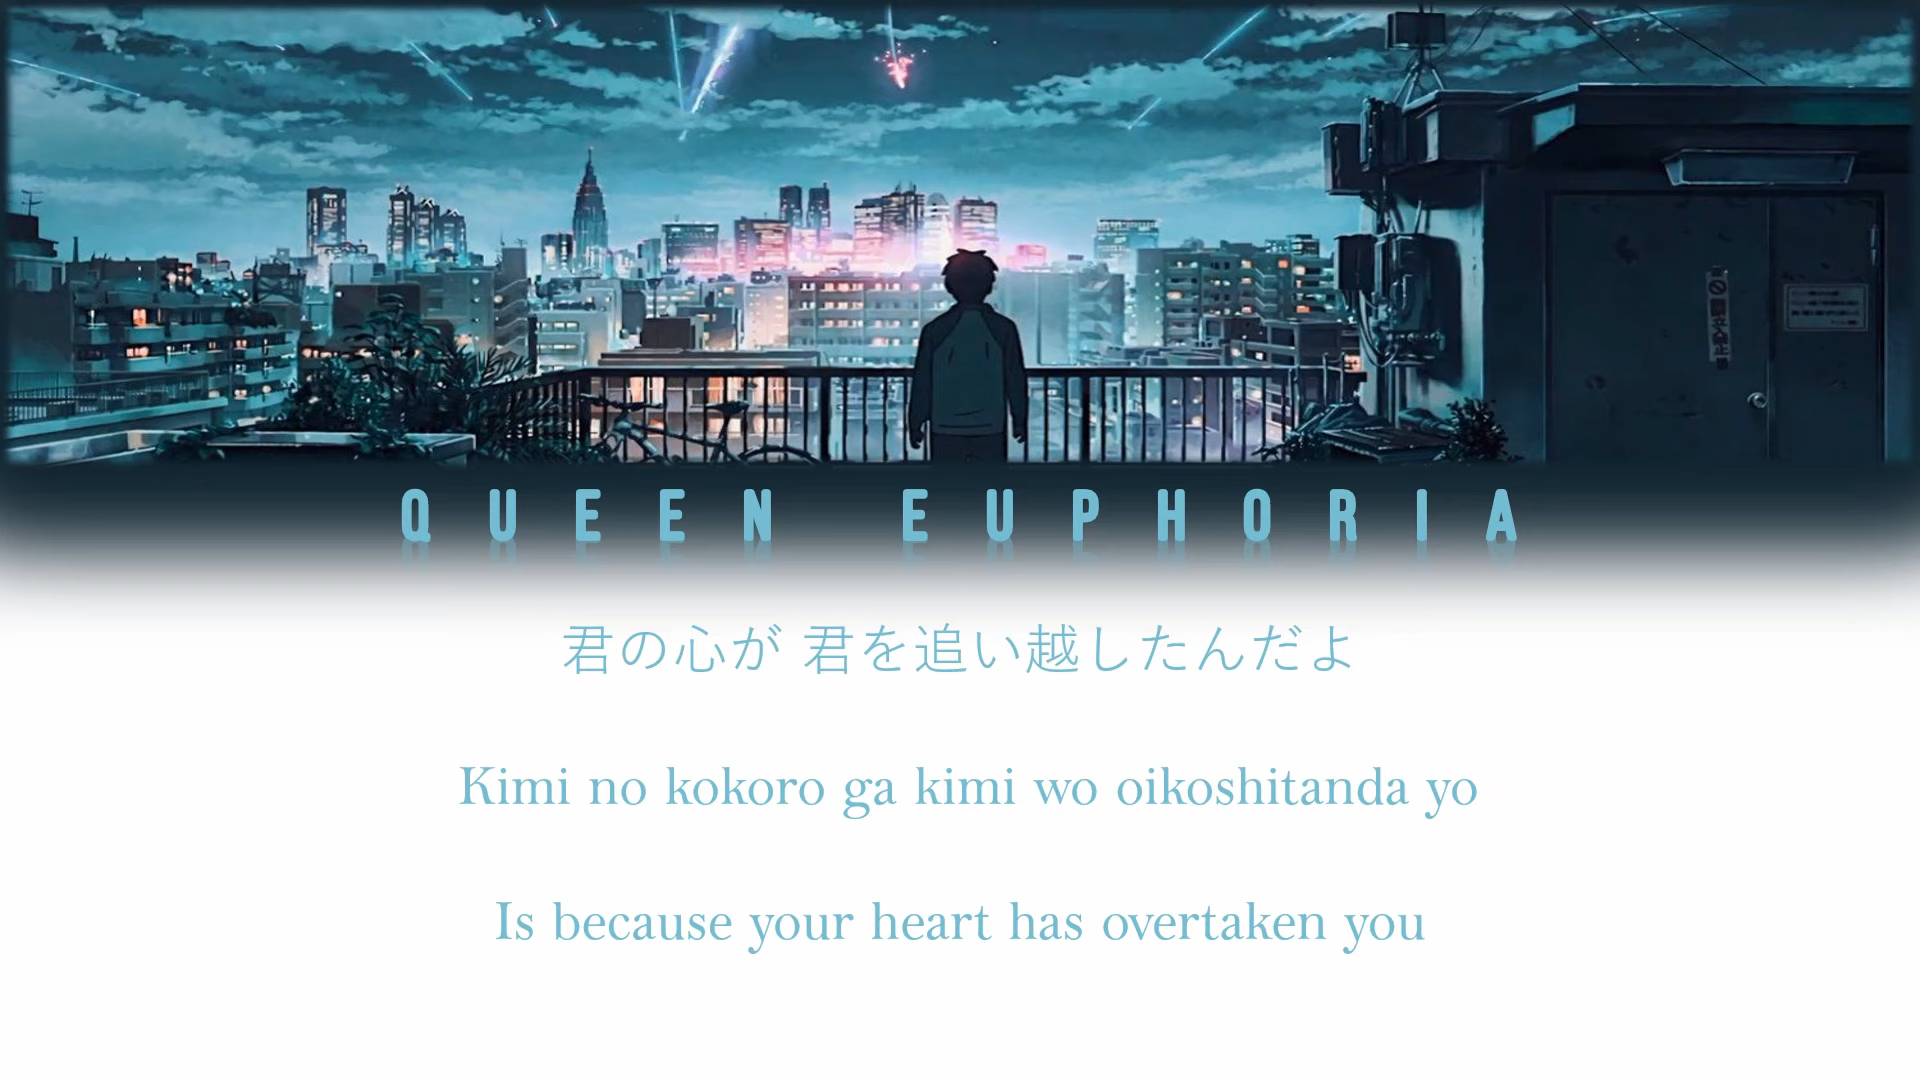 QUEEN EUPHORIA
君の心が 君を追い越したんだよ
Kimi no kokoro ga kimi wo oikoshitanda yo
Is because your heart has overtaken you